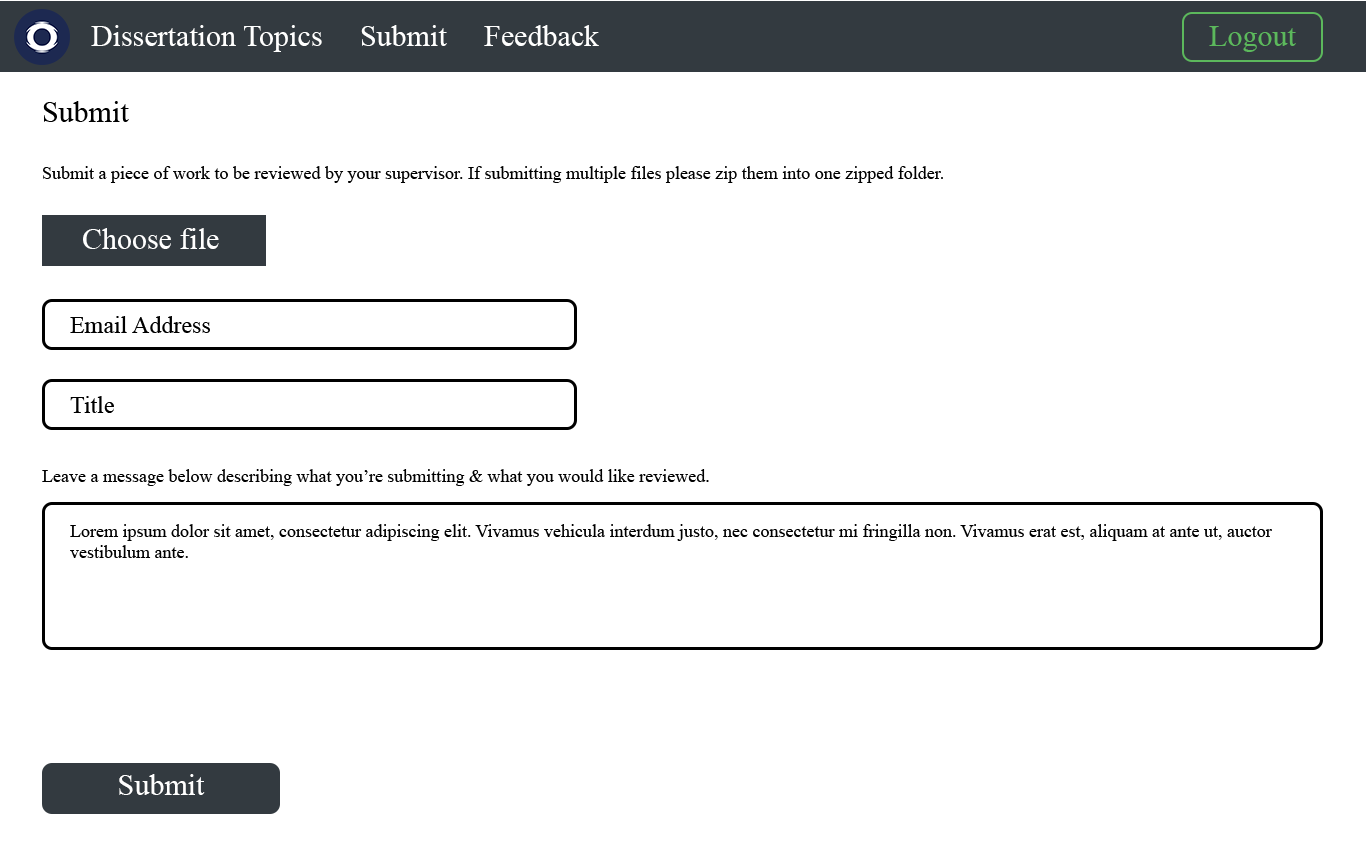 Dissertation Topics Submit Feedback Logout
Submit
Submit a piece of work to be reviewed by your supervisor. If submitting multiple files please zip them into one zipped folder.
Choose file
Email Address
Title
Leave a message below describing what you’re submitting & what you would like reviewed.
Lorem ipsum dolor sit amet, consectetur adipiscing elit. Vivamus vehicula interdum justo, nec consectetur mi fringilla non. Vivamus erat est, aliquam at ante ut, auctor
vestibulum ante.
Submit